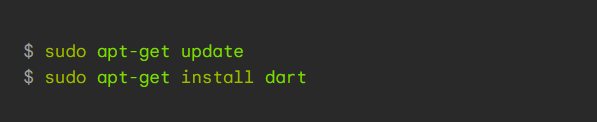 $ sudo apt-get update
$ sudo apt-get install dart